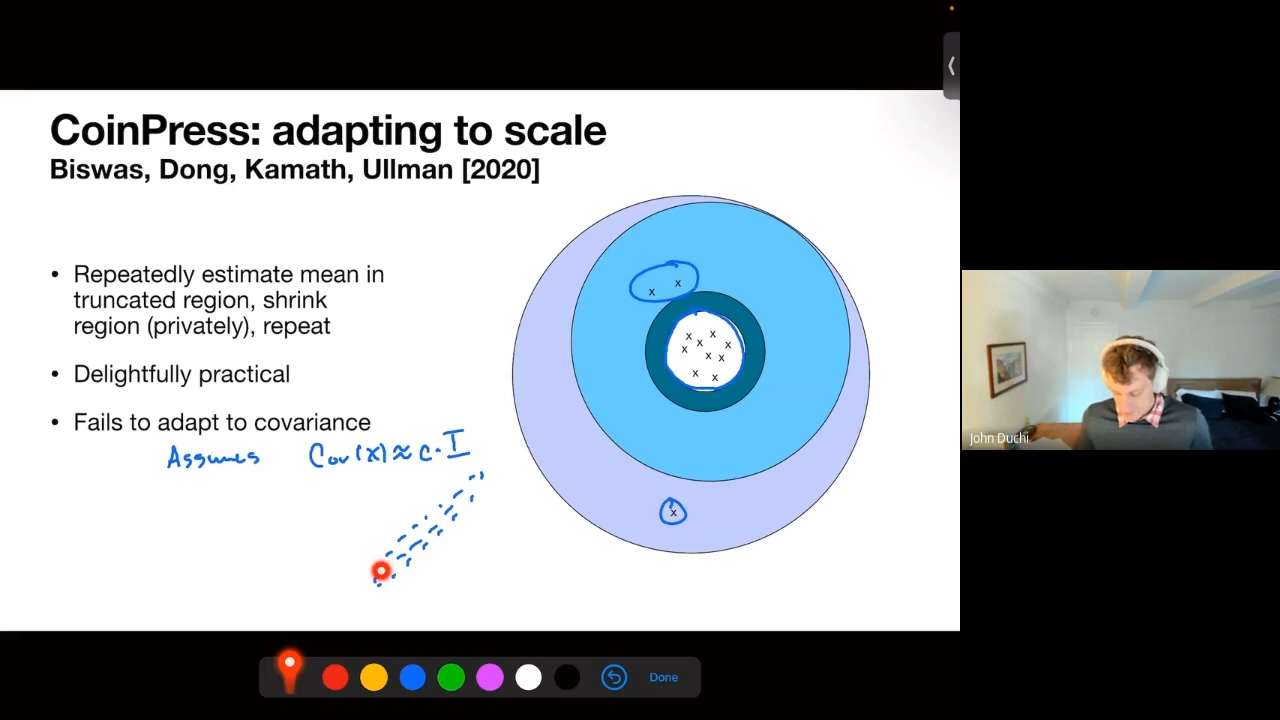 CoinPress: adapting to scale
Biswas, Dong, Kamath, Ullman [2020]
• Repeatedly estimate mean in
truncated region, shrink
region (privately), repeat
• Delightfully practical
• Fails to adapt to covariance
Assumes Cov(x) ≈ c · I
John Duchi
Done